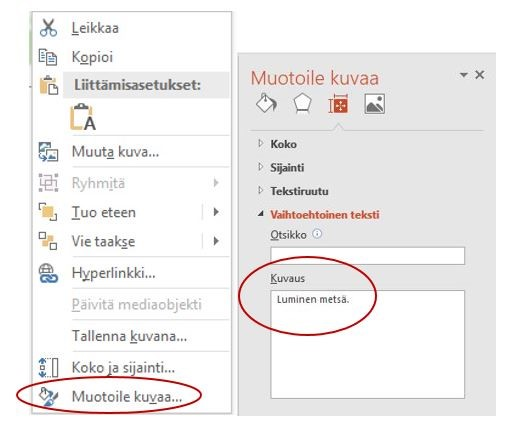 Leikkaa
Kopioi
Liittämisasetukset:
A
Muuta kuva...
Ryhmitä
Tuo eteen
Vie taakse
Hyperlinkki...
Päivitä mediaobjekti
Tallenna kuvana...
Koko ja sijainti...
Muotoile kuvaa...
Muotoile kuvaa
Koko
Sijainti
Tekstiruutu
Vaihtoehtoinen teksti
Otsikko
Kuvaus
Luminen metsä.